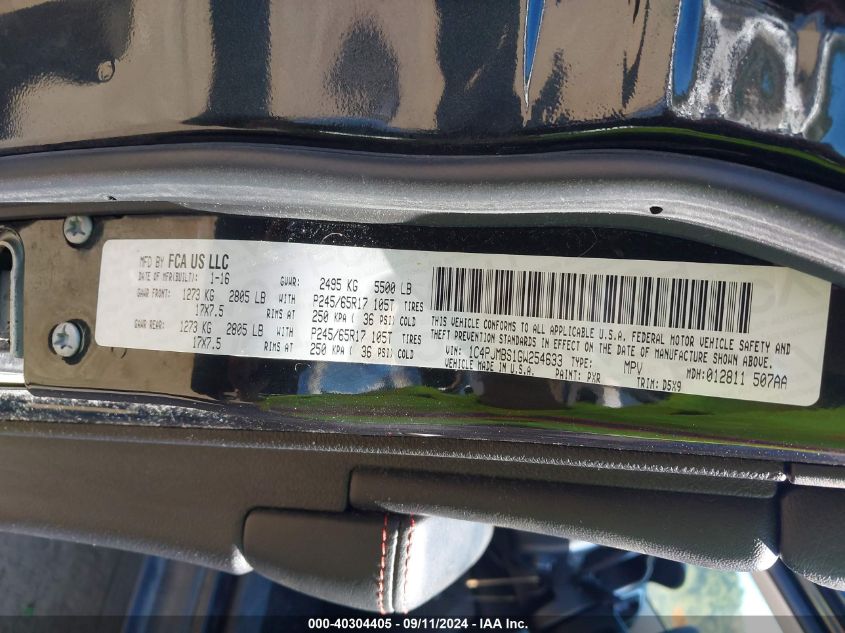 MFD BY FCA US LLC
DATE OF MFR(BUILT): 1-16 GVWR: 2495 KG 5500 LB
GAWR FRONT: 1273 KG 2805 LB WITH P245/65R17 105T TIRES
17X7.5 RIMS AT 250 KPA ( 36 PSI) COLD
GAWR REAR: 1273 KG 2805 LB WITH P245/65R17 105T TIRES
17X7.5 RIMS AT 250 KPA ( 36 PSI) COLD
THIS VEHICLE CONFORMS TO ALL APPLICABLE U.S.A. FEDERAL MOTOR VEHICLE SAFETY AND
THEFT PREVENTION STANDARDS IN EFFECT ON THE DATE OF MANUFACTURE SHOWN ABOVE.
VIN: 1C4PJMBS1GW254633 TYPE: MPV MDH:012811 507AA
VEHICLE MADE IN U.S.A. PAINT: PXR TRIM: D5X9
000-40304405 - 09/11/2024 - IAA Inc.